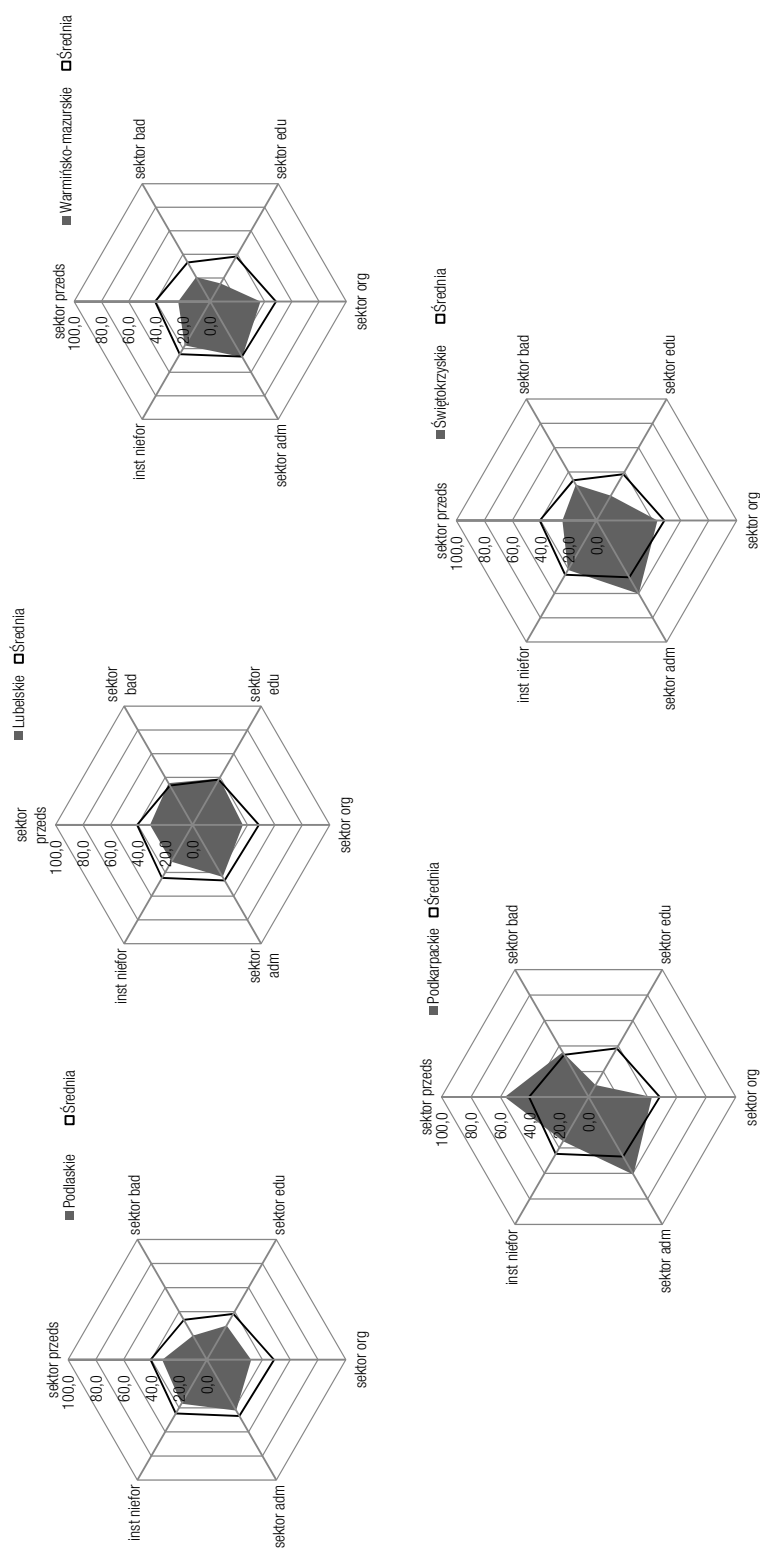 ■ Podlaskie □ Średnia
sektor przeds
100,0
80,0
60,0
40,0
20,0
0,0
sektor bad
sektor edu
sektor org
sektor adm
inst niefor
■ Lubelskie □ Średnia
sektor
przeds
100,0
80,0
60,0
40,0
20,0
0,0
sektor
bad
sektor
edu
sektor org
sektor
adm
inst niefor
■ Warmińsko-mazurskie □ Średnia
sektor przeds
100,0
80,0
60,0
40,0
20,0
0,0
sektor bad
sektor edu
sektor org
sektor adm
inst niefor
■ Podkarpackie □ Średnia
sektor przeds
100,0
80,0
60,0
40,0
20,0
0,0
sektor bad
sektor edu
sektor org
sektor adm
inst niefor
■ Świętokrzyskie □ Średnia
sektor przeds
100,0
80,0
60,0
40,0
20,0
0,0
sektor bad
sektor edu
sektor org
sektor adm
inst niefor